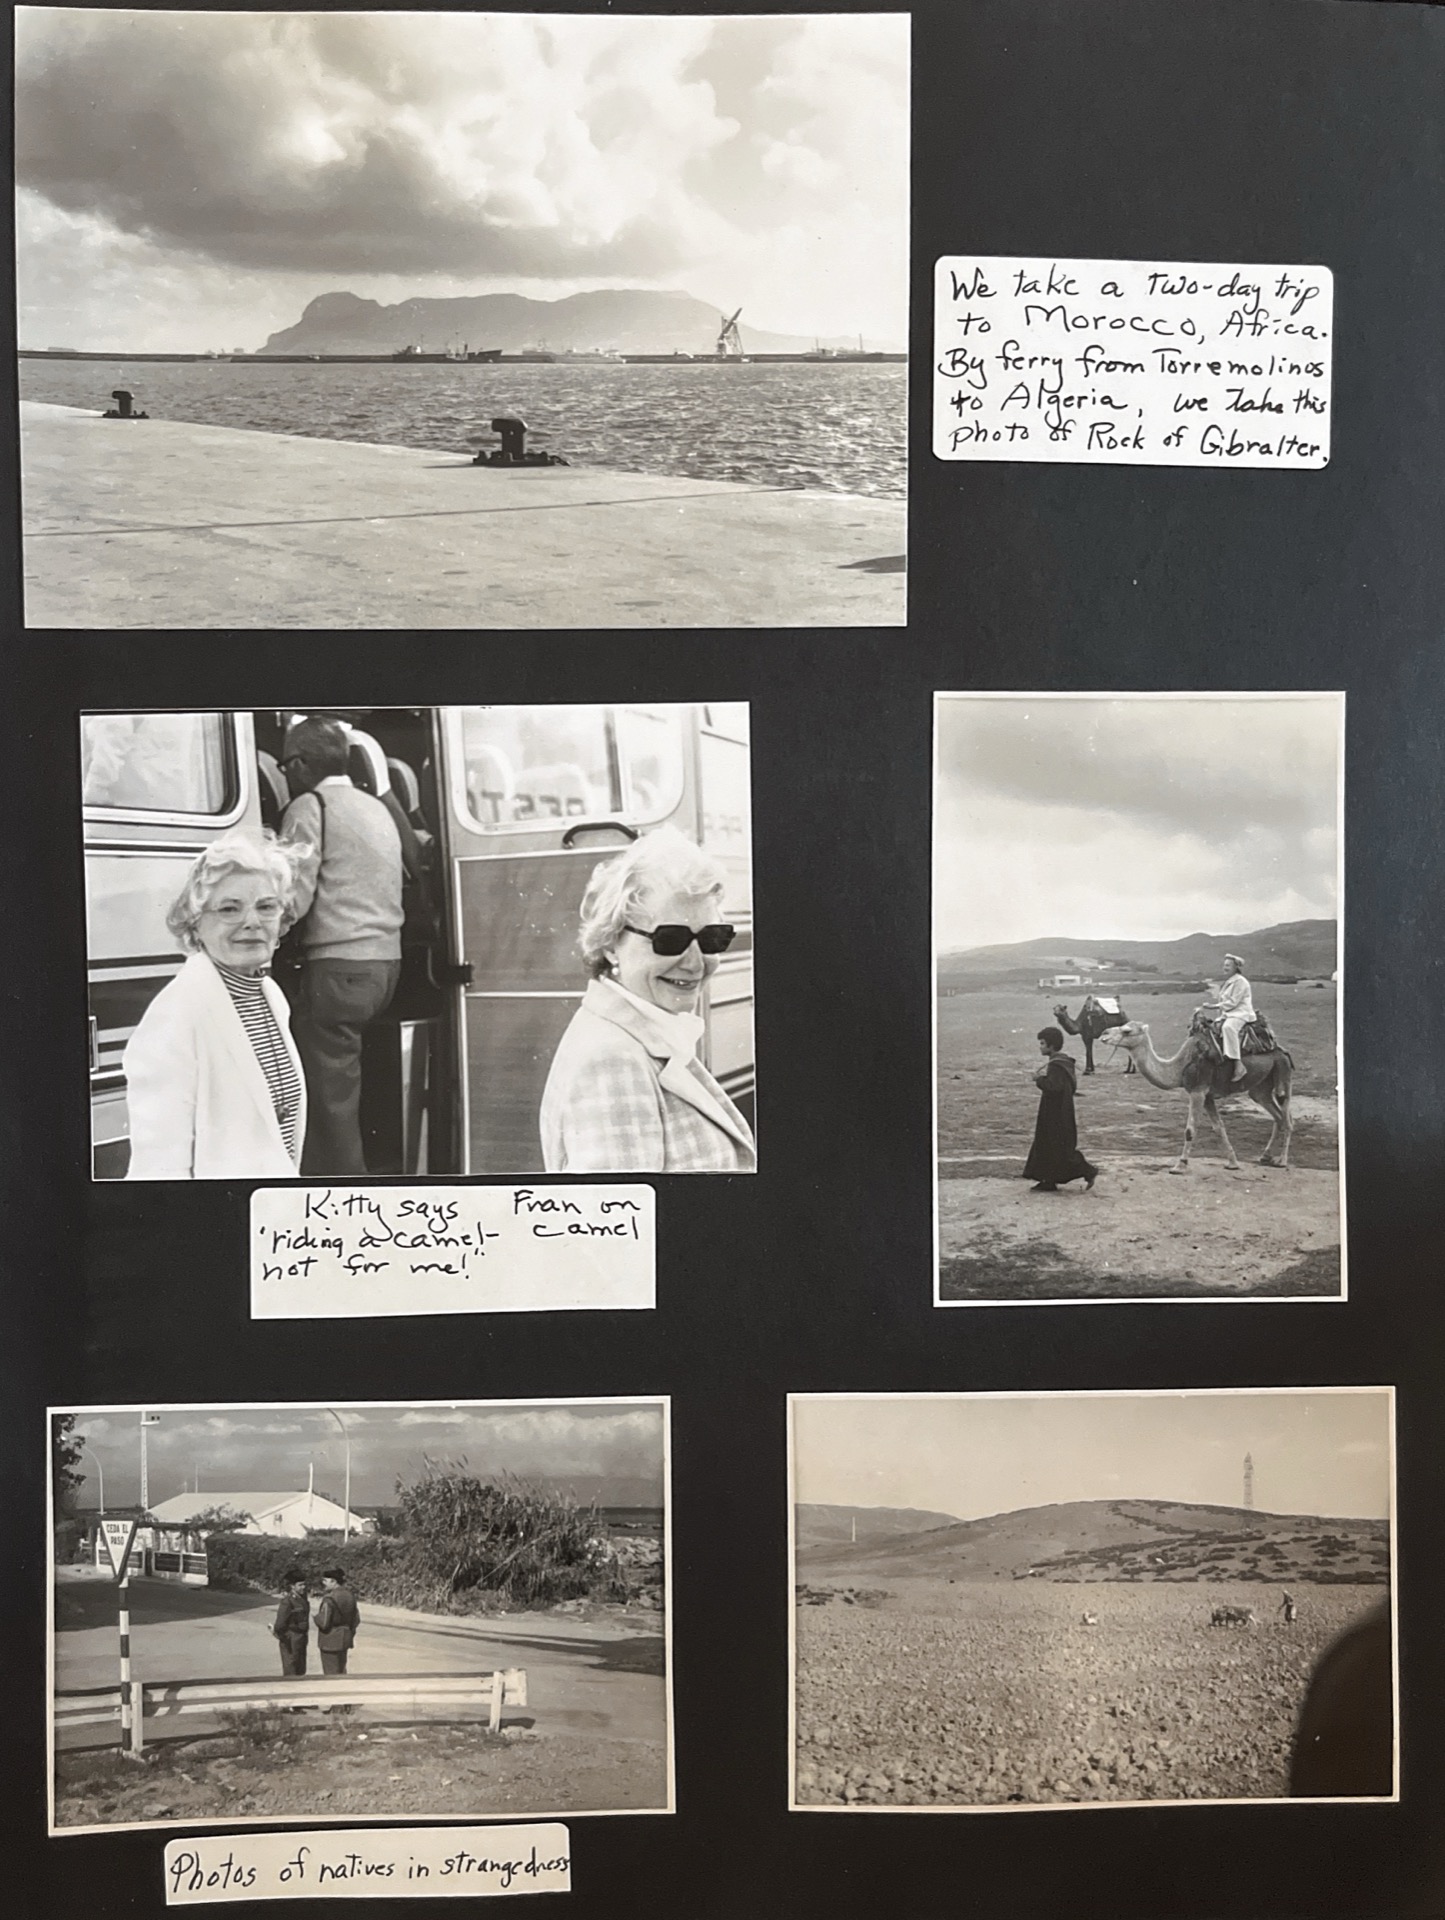 We take a two-day trip
to Morocco, Africa.
By ferry from Torremolinos
to Algeria, we take this
photo of Rock of Gibralter.
Kitty says
"riding a camel-
not for me!"
Fran on
camel
CEDA EL
PASO
Photos of natives in strangedness